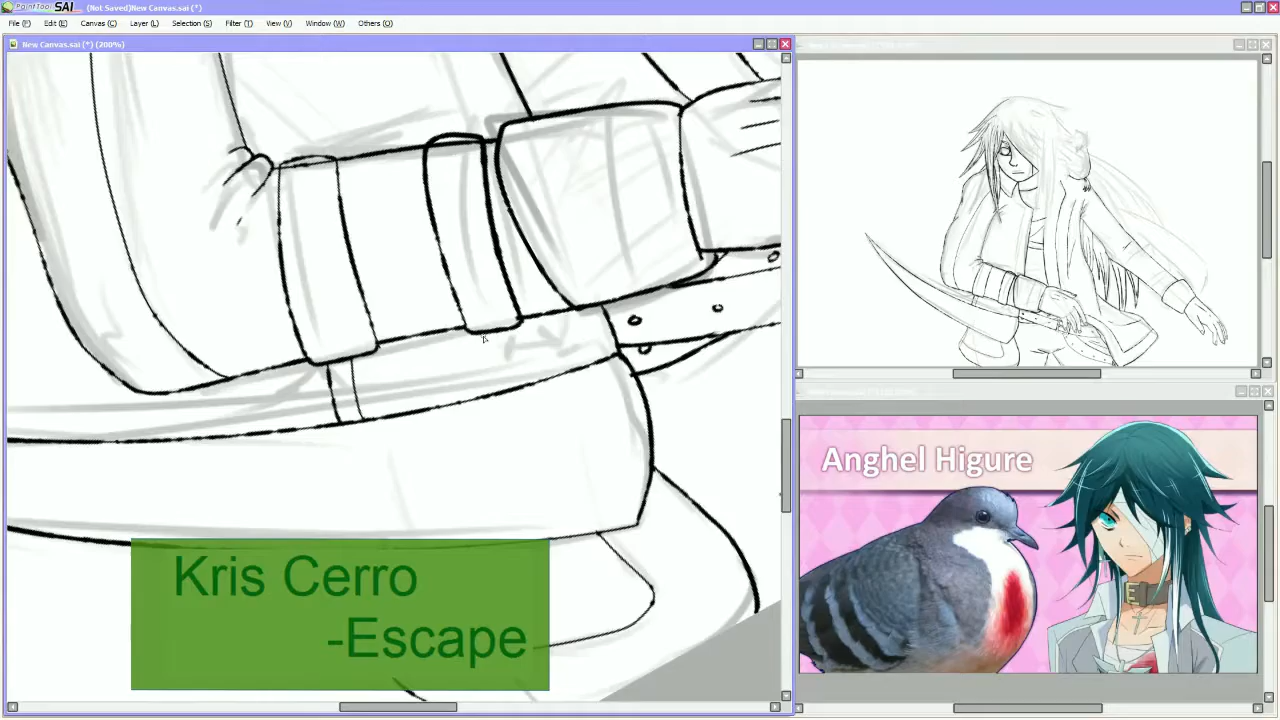 PaintTool SAI (Not Saved)New Canvas.sai (*)
File (F) Edit (E) Canvas (C) Layer (L) Selection (S) Filter (T) View (V) Window (W) Others (O)
New Canvas.sai (*) (200%)
Anghel Higure
Kris Cerro
-Escape